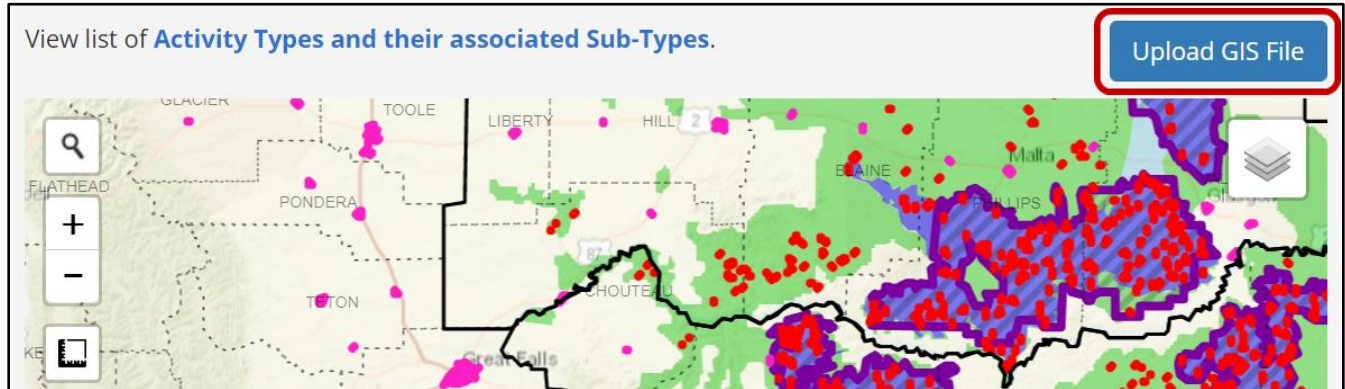 View list of Activity Types and their associated Sub-Types.
Upload GIS File
GLACIER
TOOLE
LIBERTY
HILL
2
Malta
BLAINE
FLATHEAD
PONDERA
PHILLIPS
+
87
−
TETON
CHOUTEAU
Great Falls